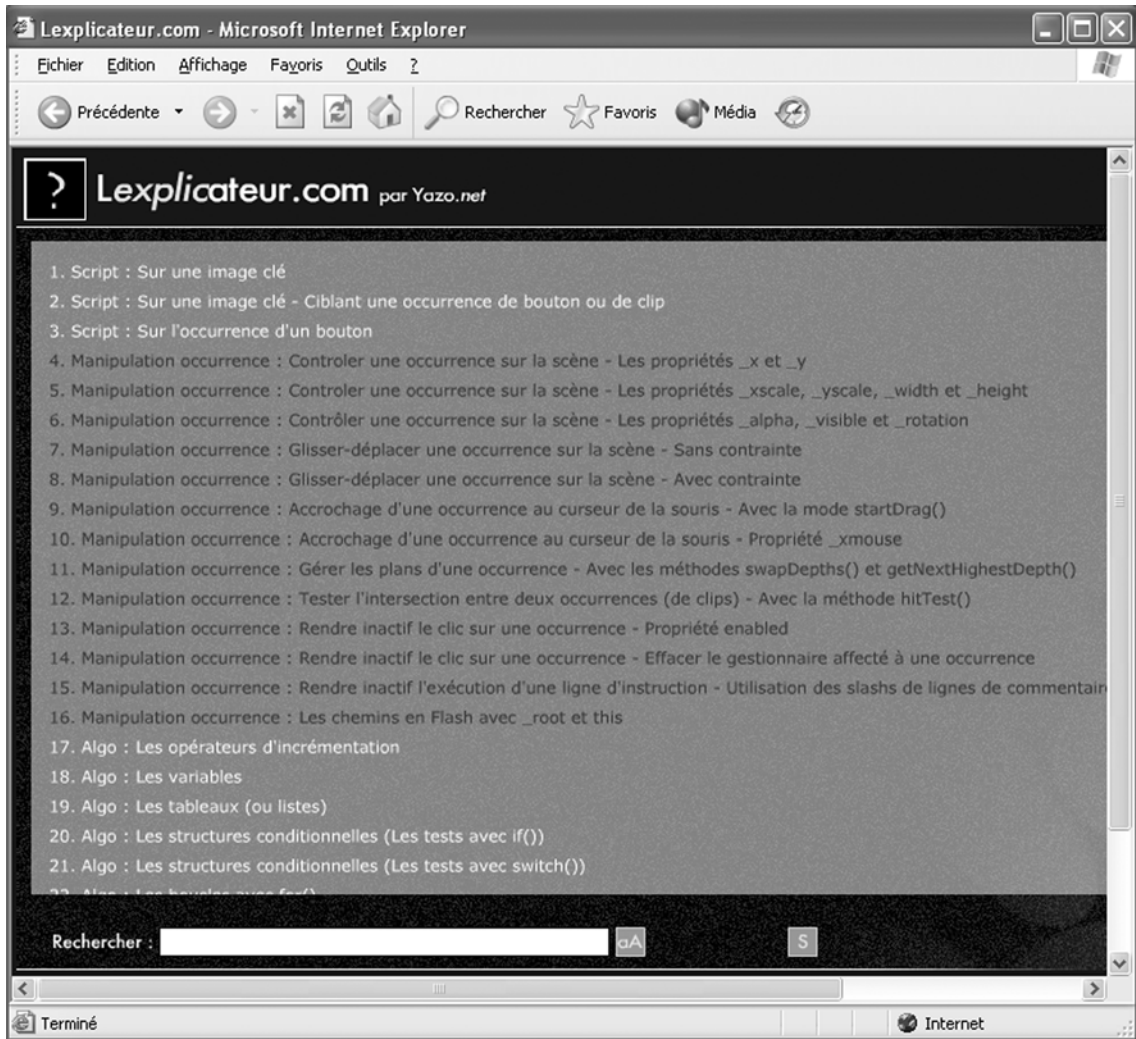 Lexplicateur.com - Microsoft Internet Explorer
Fichier Edition Affichage Favoris Outils ?
Précédente Rechercher Favoris Média
? Lexplicateur.com par Yazo.net
1. Script : Sur une image clé
2. Script : Sur une image clé - Ciblant une occurrence de bouton ou de clip
3. Script : Sur l'occurrence d'un bouton
4. Manipulation occurrence : Controler une occurrence sur la scène - Les propriétés _x et _y
5. Manipulation occurrence : Controler une occurrence sur la scène - Les propriétés _xscale, _yscale, _width et _height
6. Manipulation occurrence : Contrôler une occurrence sur la scène - Les propriétés _alpha, _visible et _rotation
7. Manipulation occurrence : Glisser-déplacer une occurrence sur la scène - Sans contrainte
8. Manipulation occurrence : Glisser-déplacer une occurrence sur la scène - Avec contrainte
9. Manipulation occurrence : Accrochage d'une occurrence au curseur de la souris - Avec la mode startDrag()
10. Manipulation occurrence : Accrochage d'une occurrence au curseur de la souris - Propriété _xmouse
11. Manipulation occurrence : Gérer les plans d'une occurrence - Avec les méthodes swapDepths() et getNextHighestDepth()
12. Manipulation occurrence : Tester l'intersection entre deux occurrences (de clips) - Avec la méthode hitTest()
13. Manipulation occurrence : Rendre inactif le clic sur une occurrence - Propriété enabled
14. Manipulation occurrence : Rendre inactif le clic sur une occurrence - Effacer le gestionnaire affecté à une occurrence
15. Manipulation occurrence : Rendre inactif l'exécution d'une ligne d'instruction - Utilisation des slashs de lignes de commentair
16. Manipulation occurrence : Les chemins en Flash avec _root et this
17. Algo : Les opérateurs d'incrémentation
18. Algo : Les variables
19. Algo : Les tableaux (ou listes)
20. Algo : Les structures conditionnelles (Les tests avec if())
21. Algo : Les structures conditionnelles (Les tests avec switch())
22. Algo : Les boucles avec for()
Rechercher : aA S
Terminé Internet